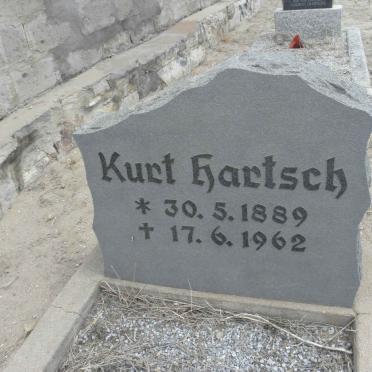 Kurt Hartsch
* 30. 5. 1889
✝ 17. 6. 1962